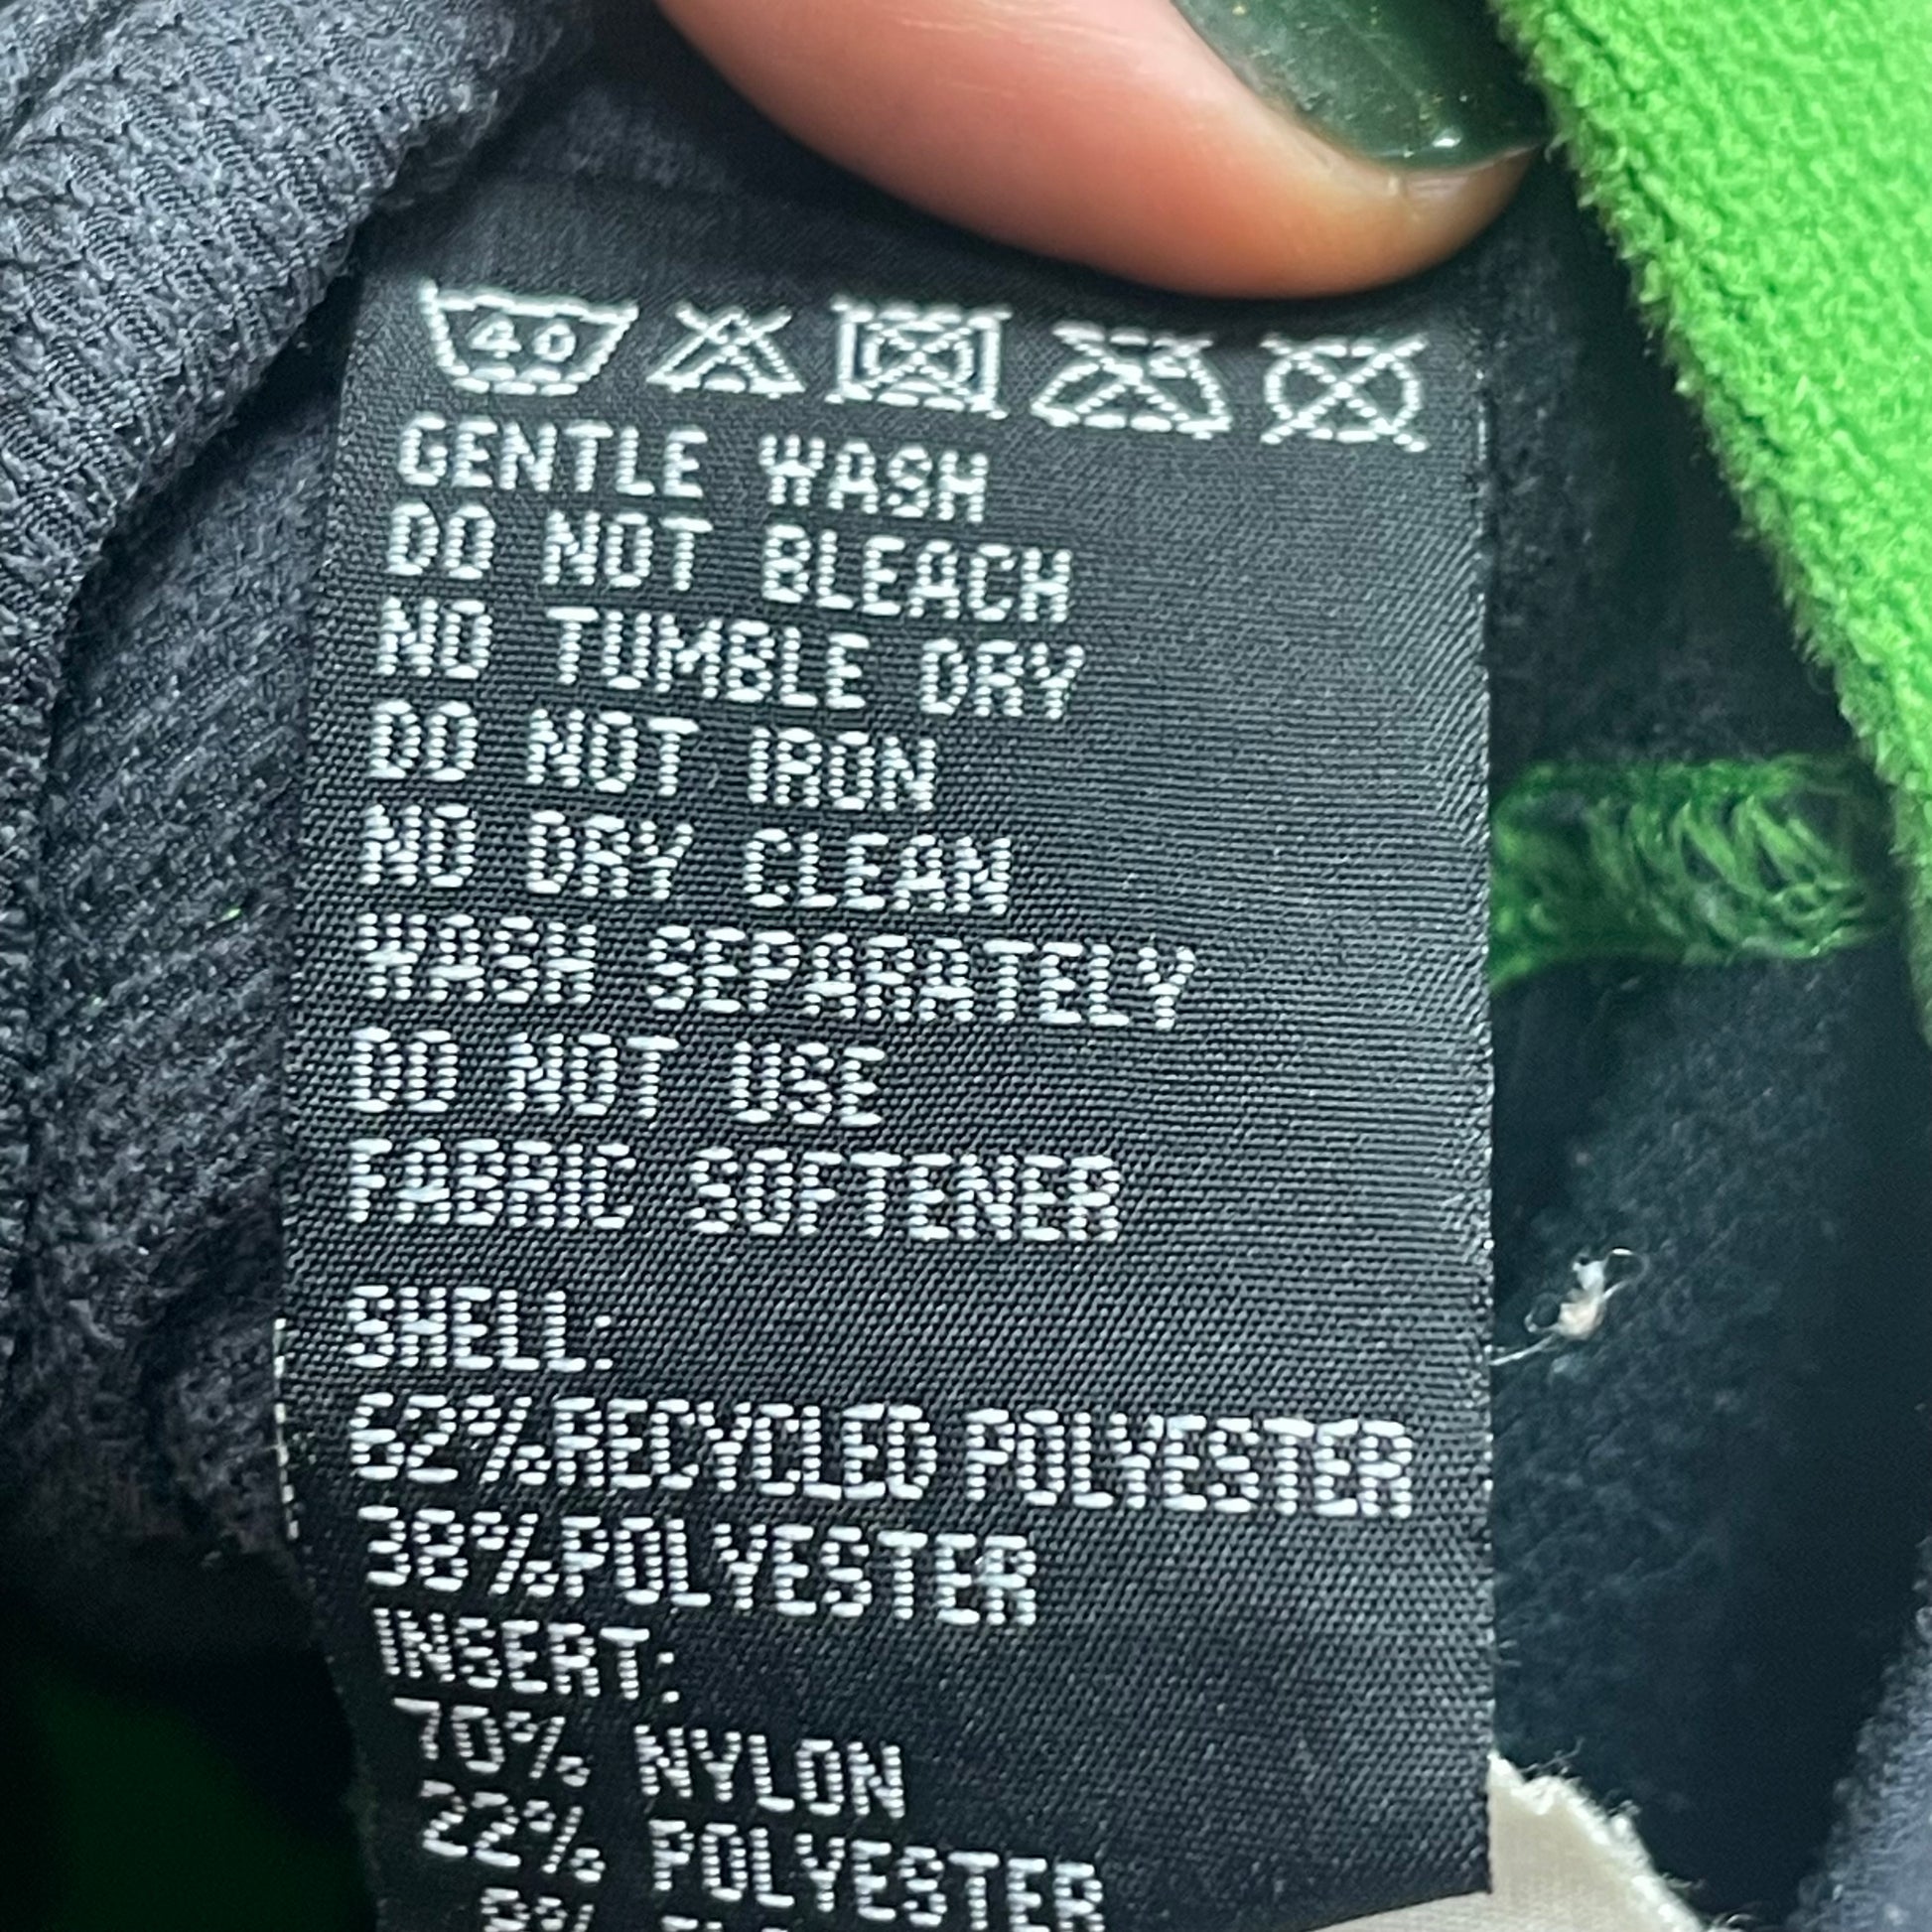 40
GENTLE WASH
DO NOT BLEACH
NO TUMBLE DRY
DO NOT IRON
NO DRY CLEAN
WASH SEPARATELY
DO NOT USE
FABRIC SOFTENER
SHELL:
62%RECYCLED POLYESTER
38%POLYESTER
INSERT:
70% NYLON
22% POLYESTER